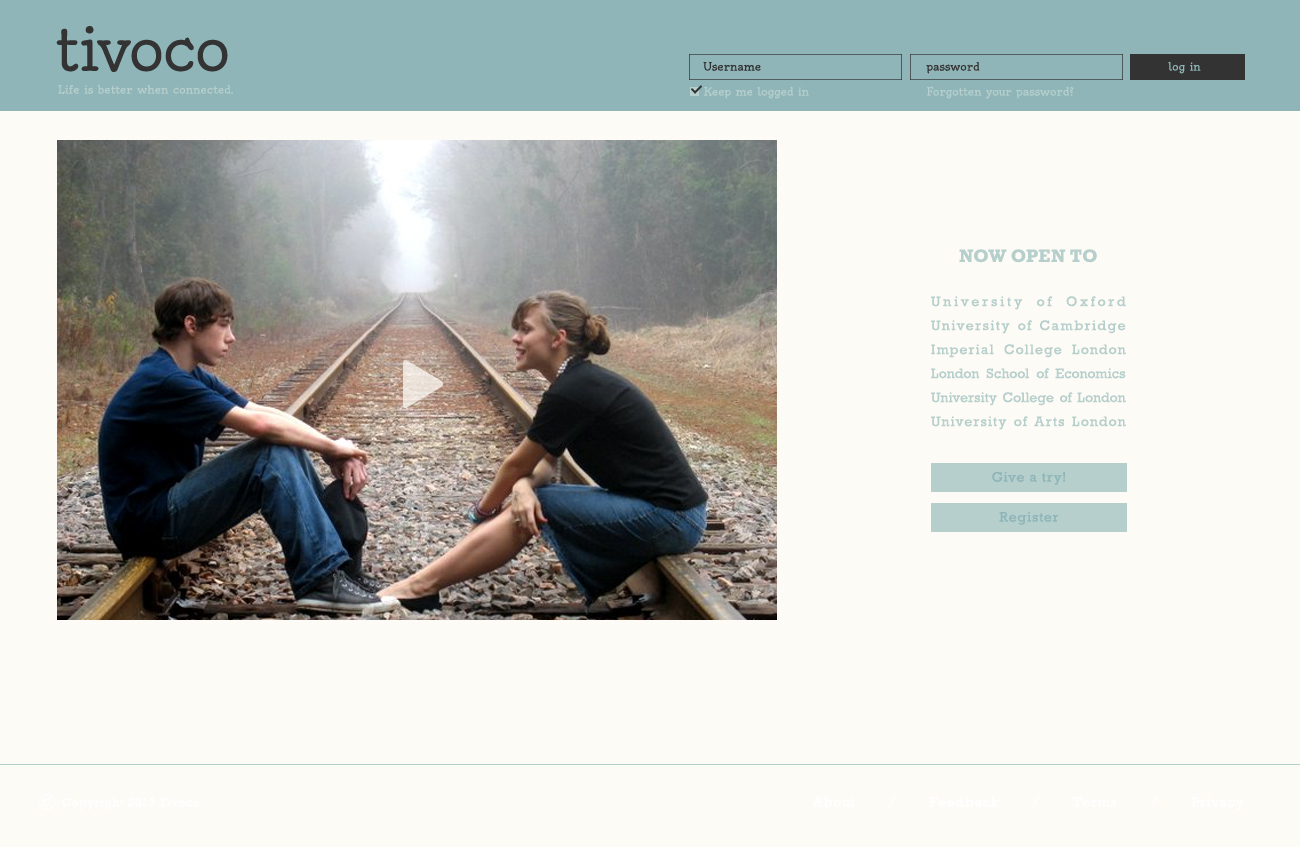 tivoco
Life is better when connected.
Username
password
log in
Keep me logged in
Forgotten your password?
NOW OPEN TO
University of Oxford
University of Cambridge
Imperial College London
London School of Economics
University College of London
University of Arts London
Give a try!
Register
© Copyright 2012 Tivoco
About / Feedback / Terms / Privacy